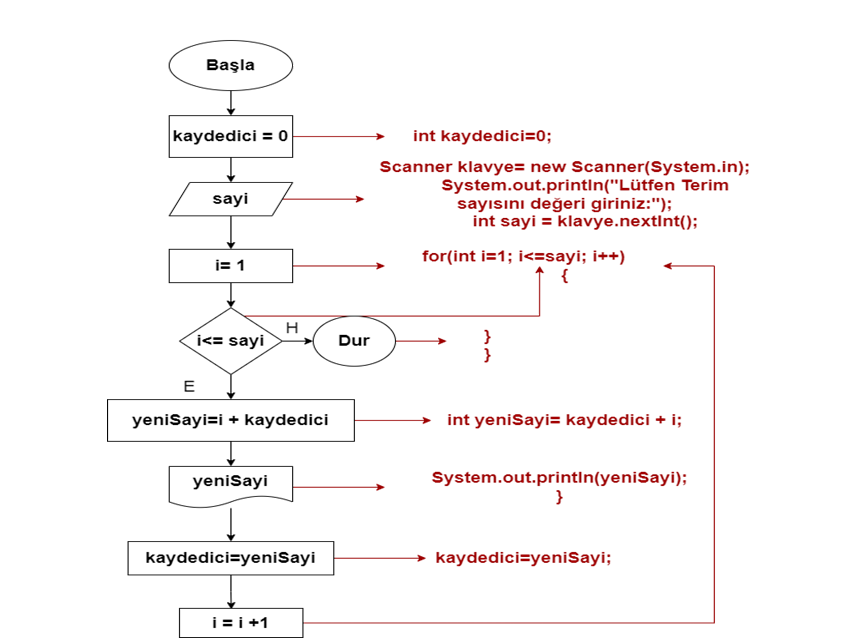 Başla
kaydedici = 0
int kaydedici=0;
Scanner klavye= new Scanner(System.in);
System.out.println("Lütfen Terim
sayısını değeri giriniz:");
int sayi = klavye.nextInt();
sayi
i= 1
for(int i=1; i<=sayi; i++)
{
i<= sayi
H
Dur
}
}
E
yeniSayi=i + kaydedici
int yeniSayi= kaydedici + i;
yeniSayi
System.out.println(yeniSayi);
}
kaydedici=yeniSayi
kaydedici=yeniSayi;
i = i +1